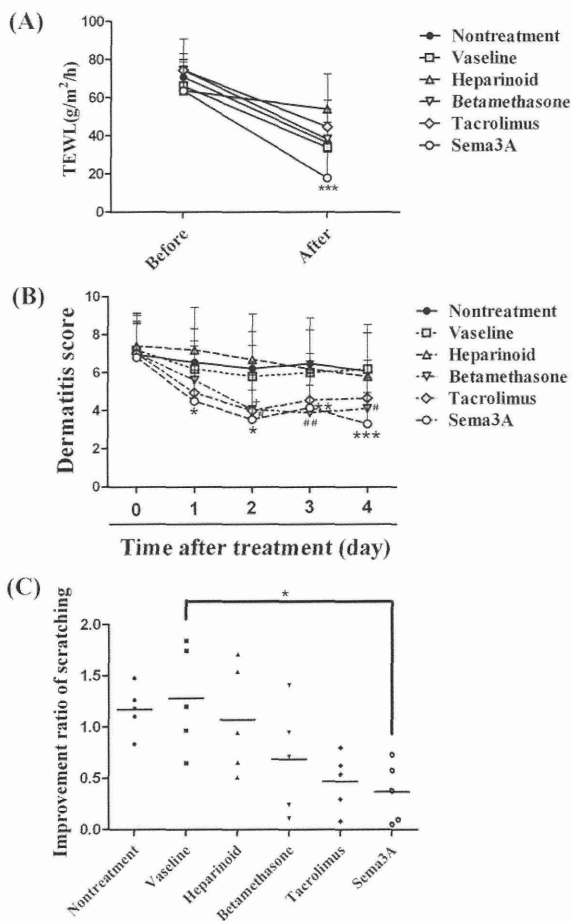 (A)
TEWL(g/m²/h)
100
80
60
40
20
0
***
Before
After
Nontreatment
Vaseline
Heparinoid
Betamethasone
Tacrolimus
Sema3A
(B)
Dermatitis score
10
8
6
4
2
0
*
*
##
**
#
***
0 1 2 3 4
Time after treatment (day)
Nontreatment
Vaseline
Heparinoid
Betamethasone
Tacrolimus
Sema3A
(C)
Improvement ratio of scratching
2.0
1.5
1.0
0.5
0.0
*
Nontreatment
Vaseline
Heparinoid
Betamethasone
Tacrolimus
Sema3A